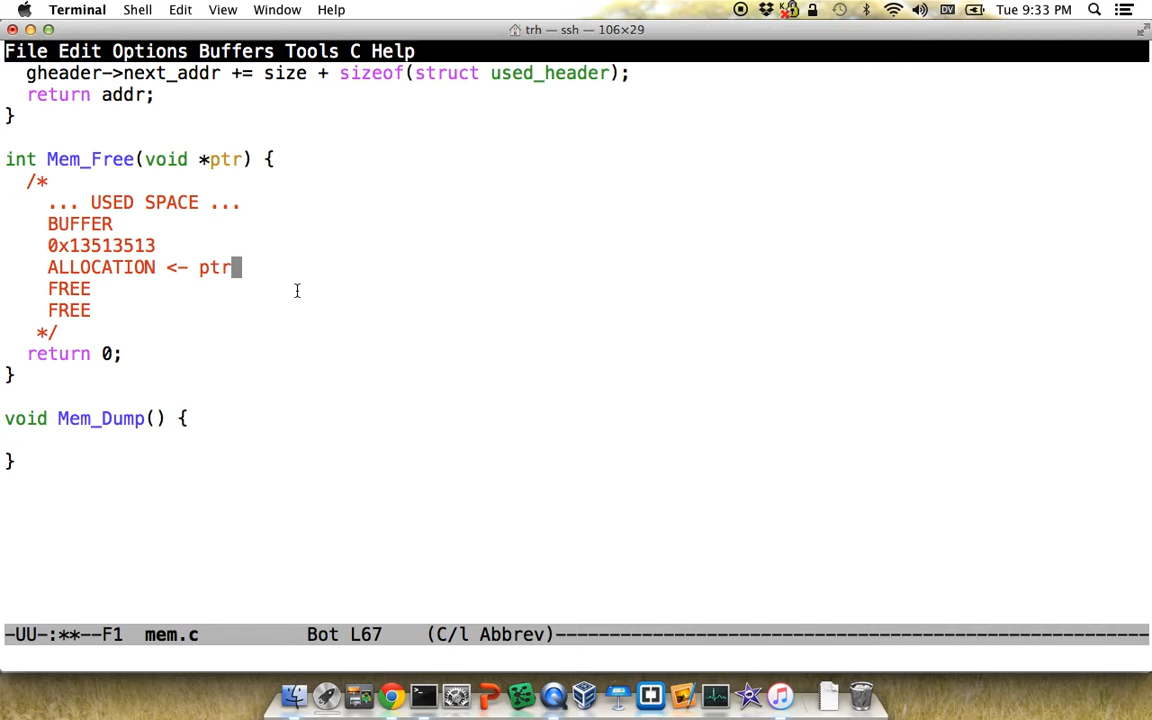 Terminal Shell Edit View Window Help DV Tue 9:33 PM
trh — ssh — 106×29
File Edit Options Buffers Tools C Help
gheader->next_addr += size + sizeof(struct used_header);
return addr;
}
int Mem_Free(void *ptr) {
/*
... USED SPACE ...
BUFFER
0x13513513
ALLOCATION <- ptr
FREE
FREE
*/
return 0;
}
void Mem_Dump() {
}
-UU-:**--F1 mem.c Bot L67 (C/l Abbrev)-------------------------------------------------------